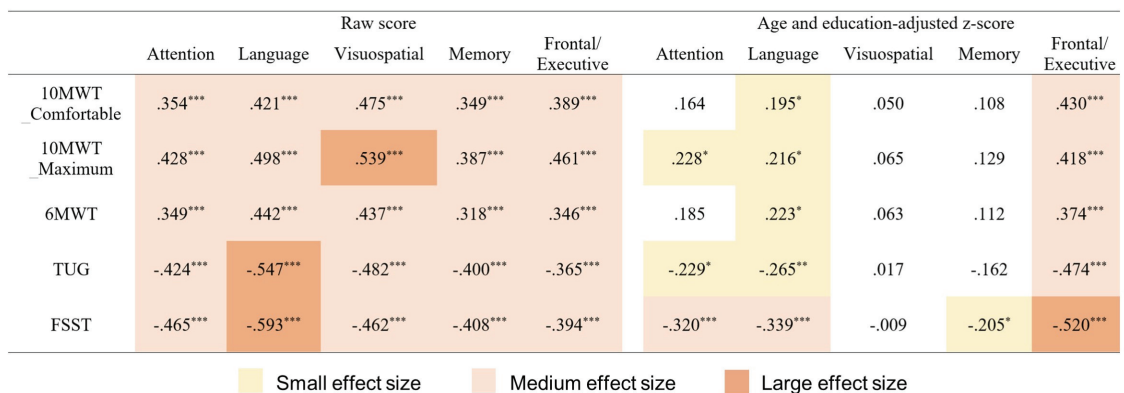 Raw score Age and education-adjusted z-score
Attention Language Visuospatial Memory Frontal/ Executive Attention Language Visuospatial Memory Frontal/ Executive
10MWT _Comfortable .354*** .421*** .475*** .349*** .389*** .164 .195* .050 .108 .430***
10MWT _Maximum .428*** .498*** .539*** .387*** .461*** .228* .216* .065 .129 .418***
6MWT .349*** .442*** .437*** .318*** .346*** .185 .223* .063 .112 .374***
TUG -.424*** -.547*** -.482*** -.400*** -.365*** -.229* -.265** .017 -.162 -.474***
FSST -.465*** -.593*** -.462*** -.408*** -.394*** -.320*** -.339*** -.009 -.205* -.520***
Small effect size Medium effect size Large effect size